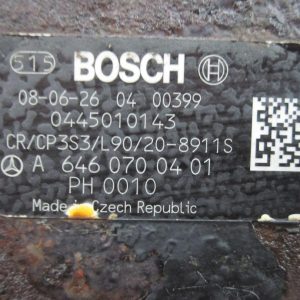 515 BOSCH
08-06-26 04 00399
0445010143
CR/CP3S3/L90/20-8911S
A 646 070 04 01
PH 0010
Made in Czech Republic